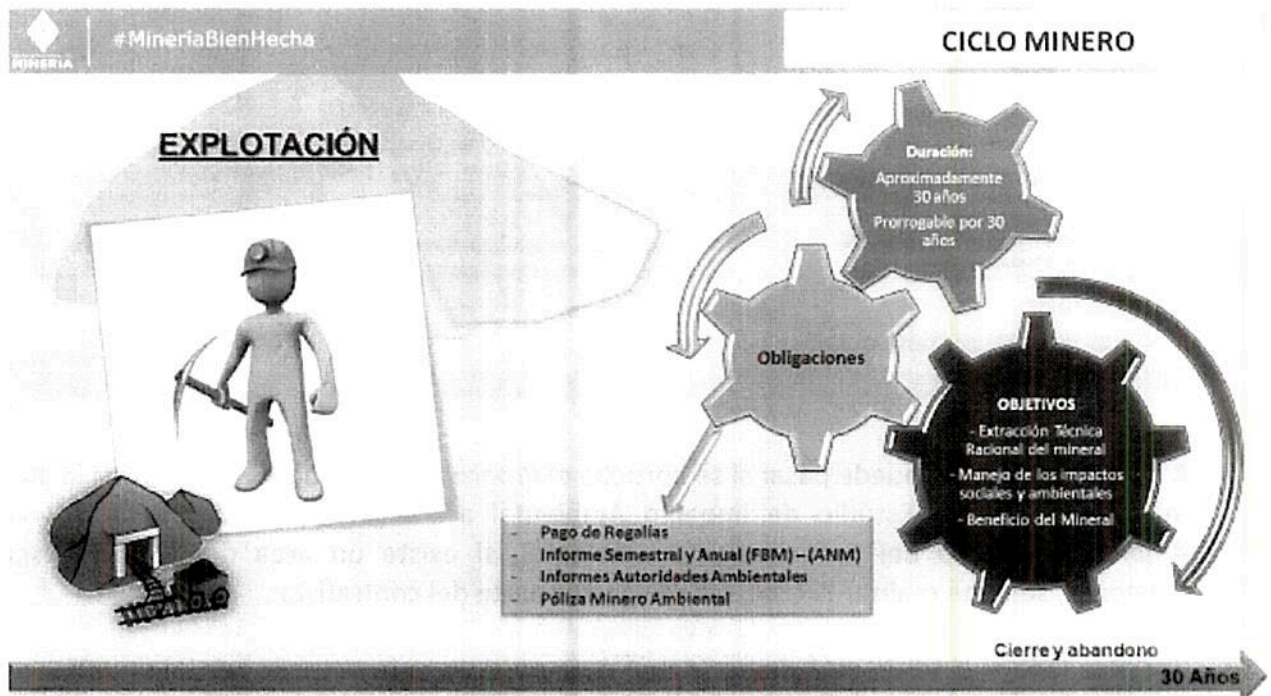 MINERIA
#MineríaBienHecha
CICLO MINERO
EXPLOTACIÓN
Duración:
Aproximadamente
30 años
Prorrogable por 30
años
Obligaciones
OBJETIVOS
- Extracción Técnica
Racional del mineral
- Manejo de los impactos
sociales y ambientales
- Beneficio del Mineral
- Pago de Regalías
- Informe Semestral y Anual (FBM) – (ANM)
- Informes Autoridades Ambientales
- Póliza Minero Ambiental
Cierre y abandono
30 Años